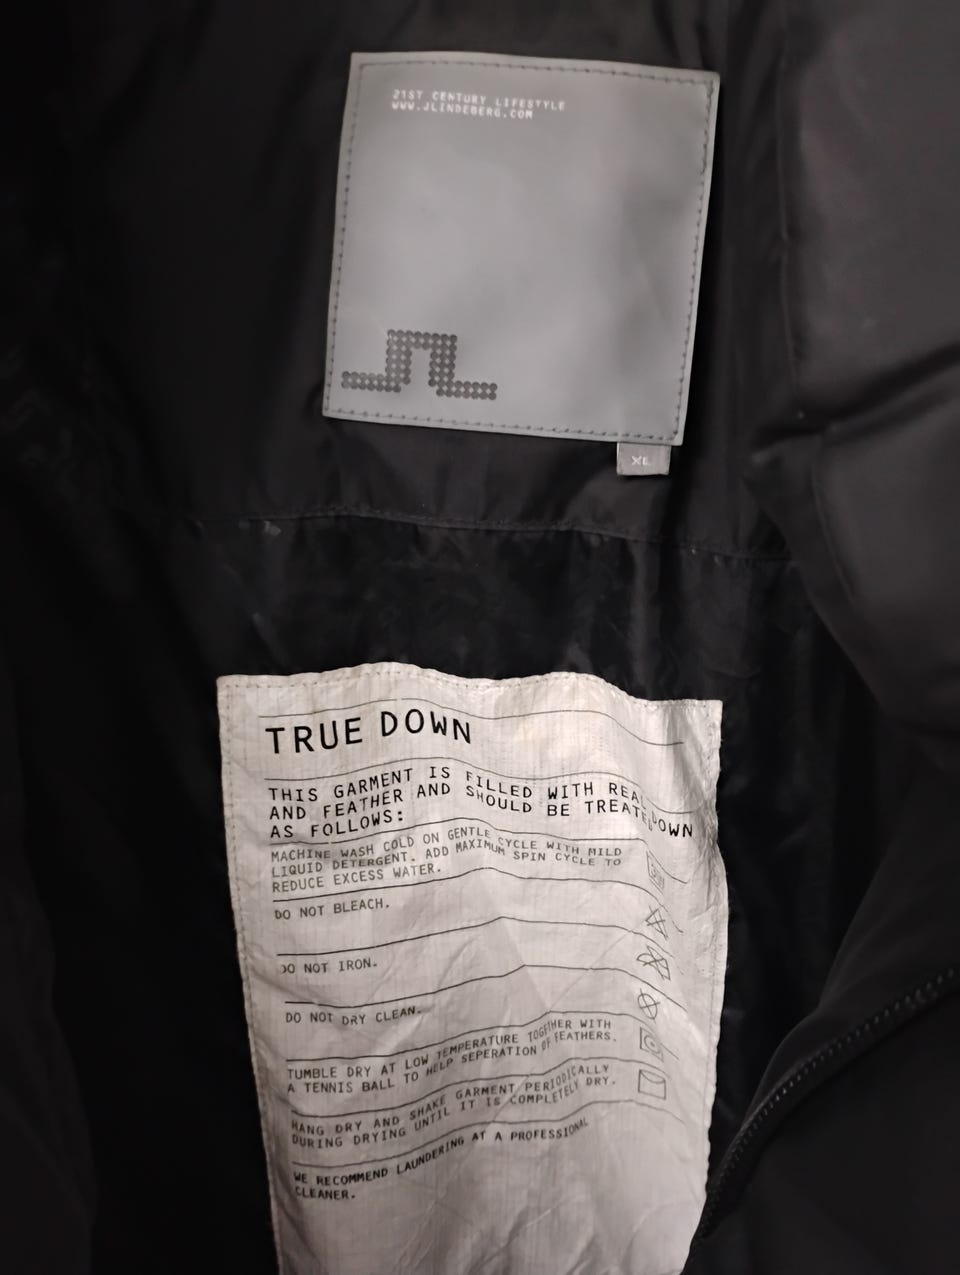 21ST CENTURY LIFESTYLE
WWW.JLINDEBERG.COM
XL
TRUE DOWN
THIS GARMENT IS FILLED WITH REAL DOWN
AND FEATHER AND SHOULD BE TREATED
AS FOLLOWS:
MACHINE WASH COLD ON GENTLE CYCLE WITH MILD
LIQUID DETERGENT. ADD MAXIMUM SPIN CYCLE TO
REDUCE EXCESS WATER.
DO NOT BLEACH.
DO NOT IRON.
DO NOT DRY CLEAN.
TUMBLE DRY AT LOW TEMPERATURE TOGETHER WITH
A TENNIS BALL TO HELP SEPERATION OF FEATHERS.
HANG DRY AND SHAKE GARMENT PERIODICALLY
DURING DRYING UNTIL IT IS COMPLETELY DRY.
WE RECOMMEND LAUNDERING AT A PROFESSIONAL
CLEANER.